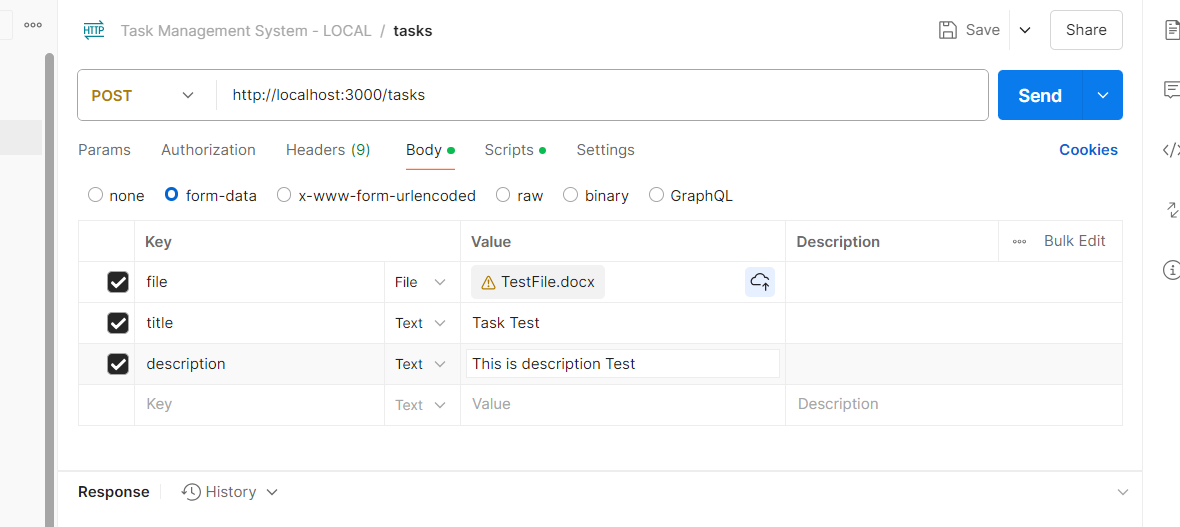 HTTP Task Management System - LOCAL / tasks Save Share
POST http://localhost:3000/tasks Send
Params Authorization Headers (9) Body Scripts Settings Cookies
none form-data x-www-form-urlencoded raw binary GraphQL
Key Value Description Bulk Edit
file File TestFile.docx
title Text Task Test
description Text This is description Test
Key Text Value Description
Response History